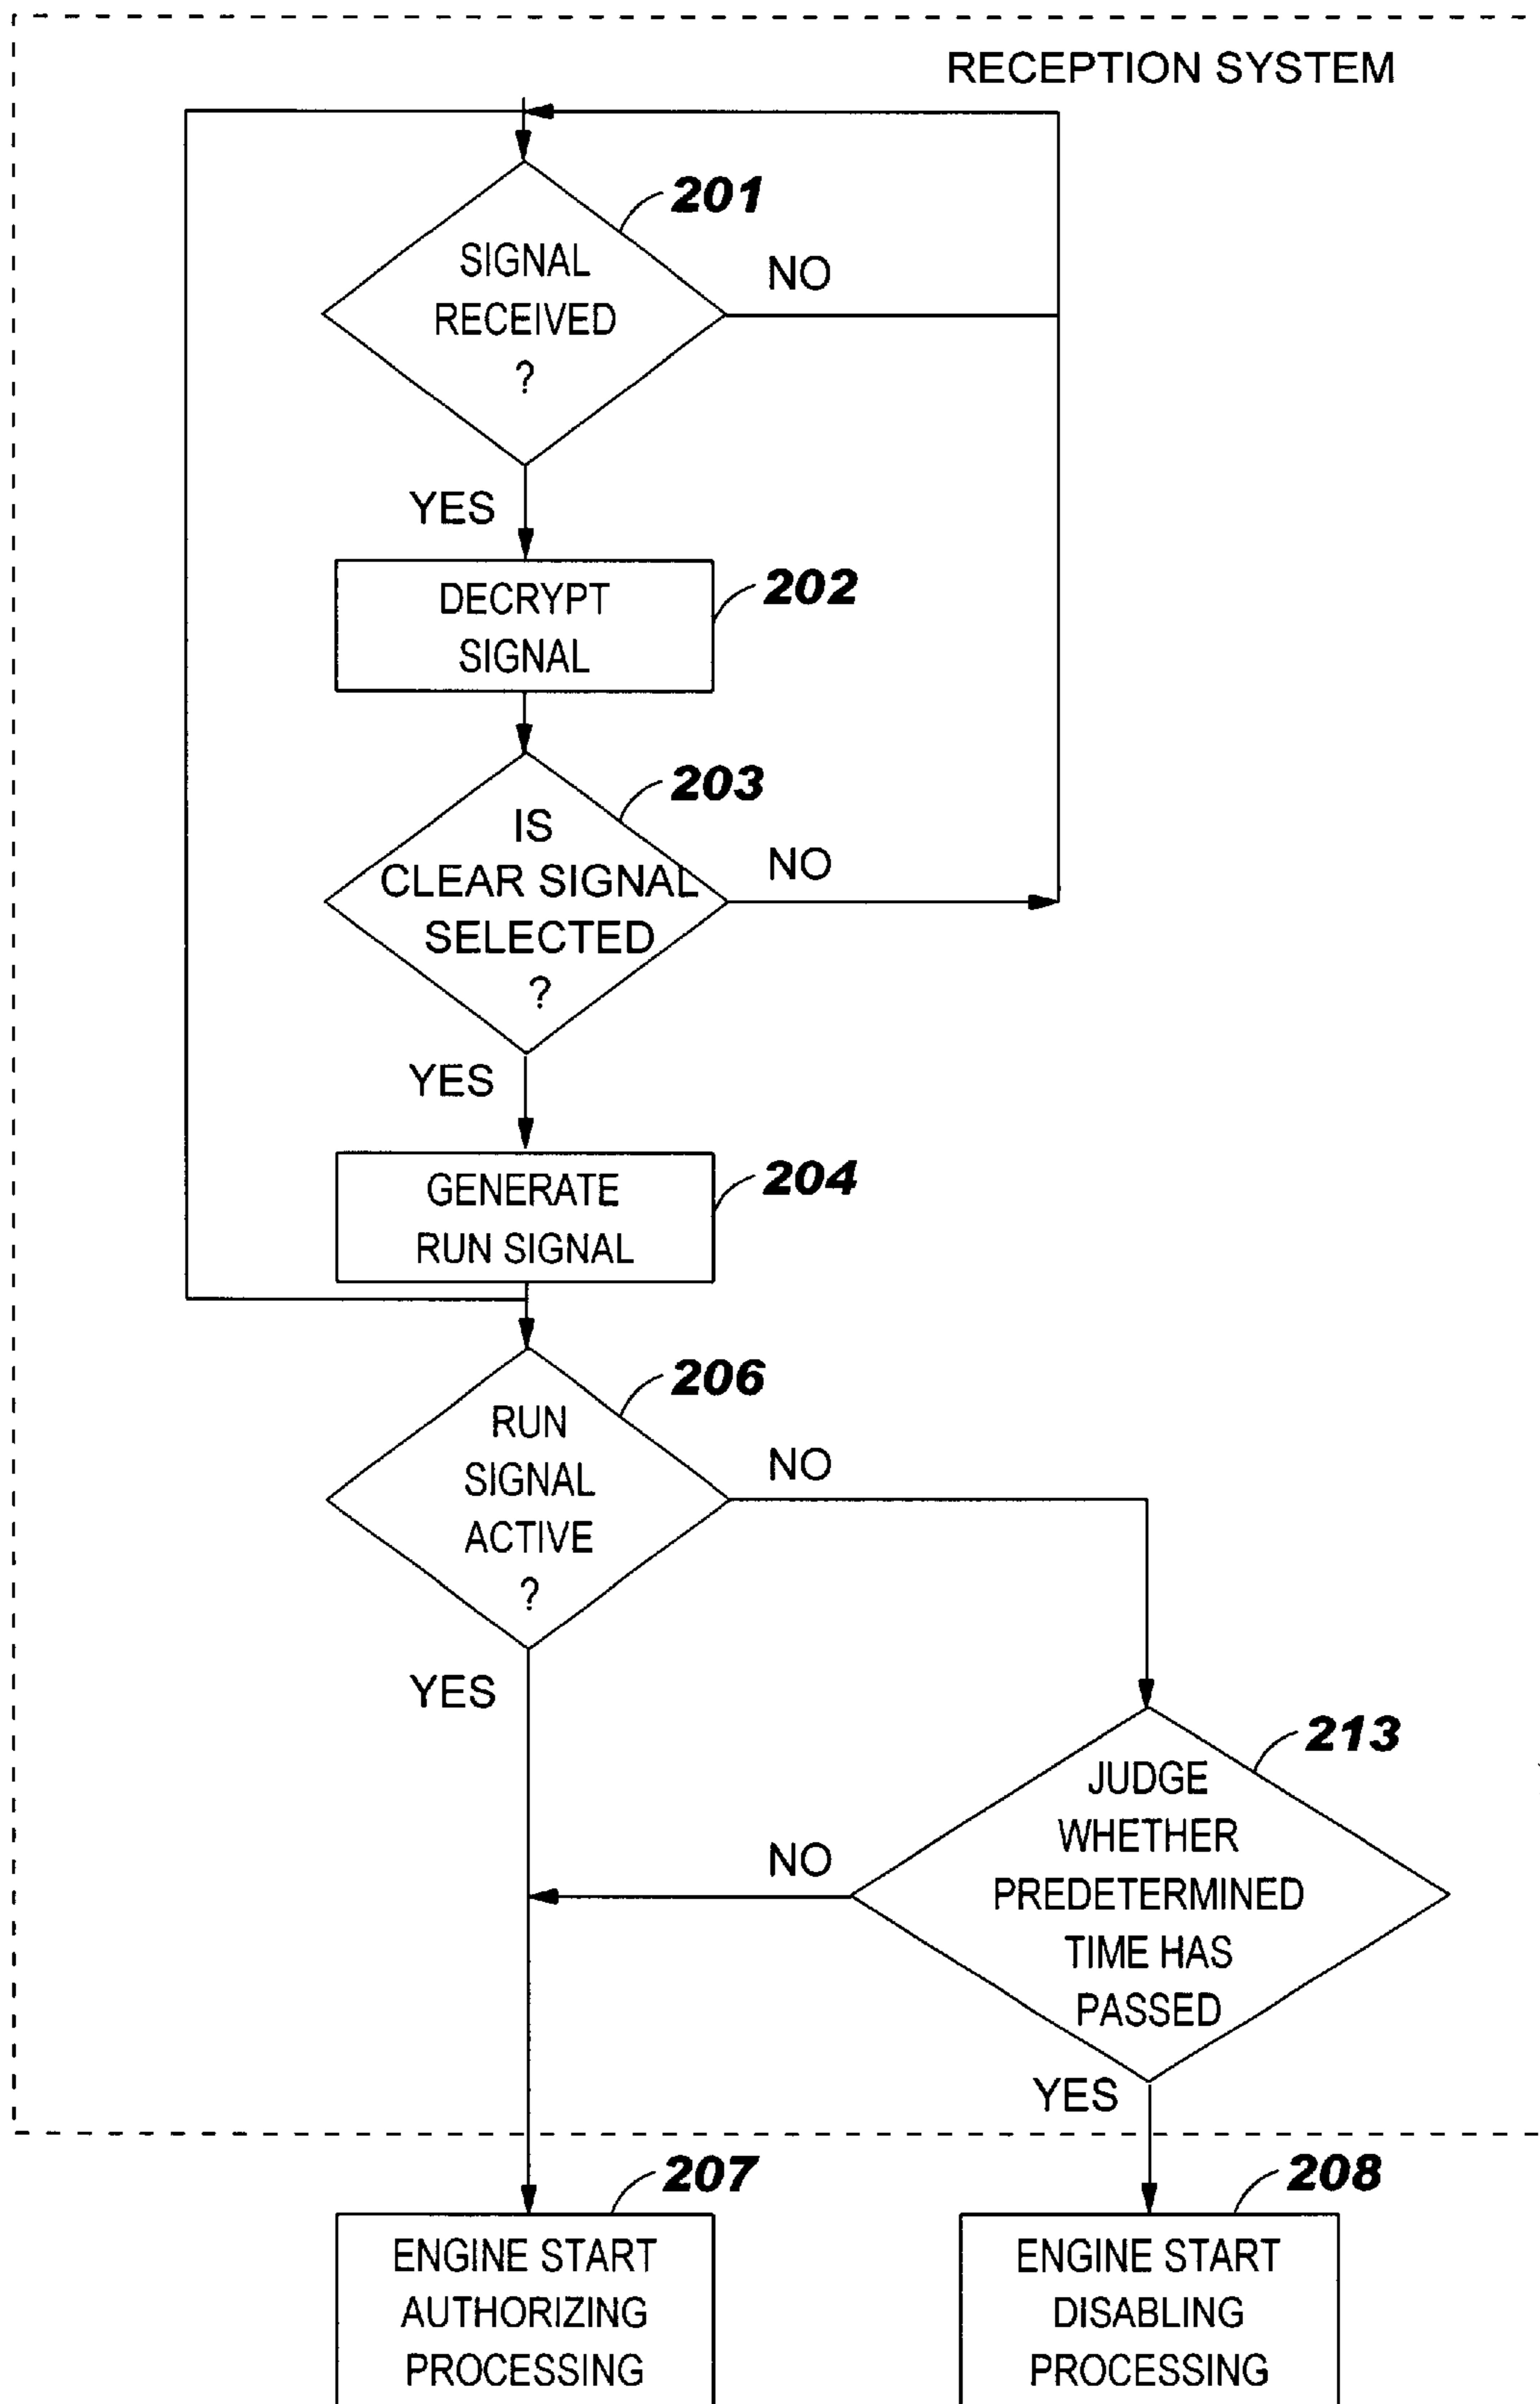 RECEPTION SYSTEM
201
SIGNAL
RECEIVED
?
NO
YES
DECRYPT
SIGNAL
202
203
IS
CLEAR SIGNAL
SELECTED
?
NO
YES
GENERATE
RUN SIGNAL
204
206
RUN
SIGNAL
ACTIVE
?
NO
YES
213
JUDGE
WHETHER
PREDETERMINED
TIME HAS
PASSED
NO
YES
207
ENGINE START
AUTHORIZING
PROCESSING
208
ENGINE START
DISABLING
PROCESSING